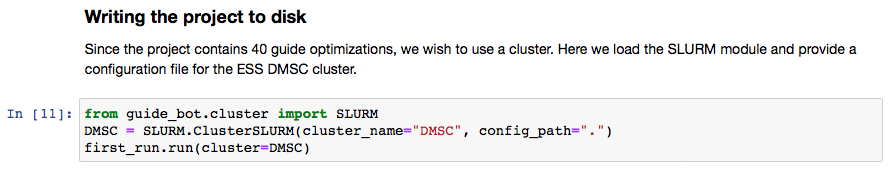 Writing the project to disk
Since the project contains 40 guide optimizations, we wish to use a cluster. Here we load the SLURM module and provide a
configuration file for the ESS DMSC cluster.
In [11]: from guide_bot.cluster import SLURM
DMSC = SLURM.ClusterSLURM(cluster_name="DMSC", config_path=".")
first_run.run(cluster=DMSC)